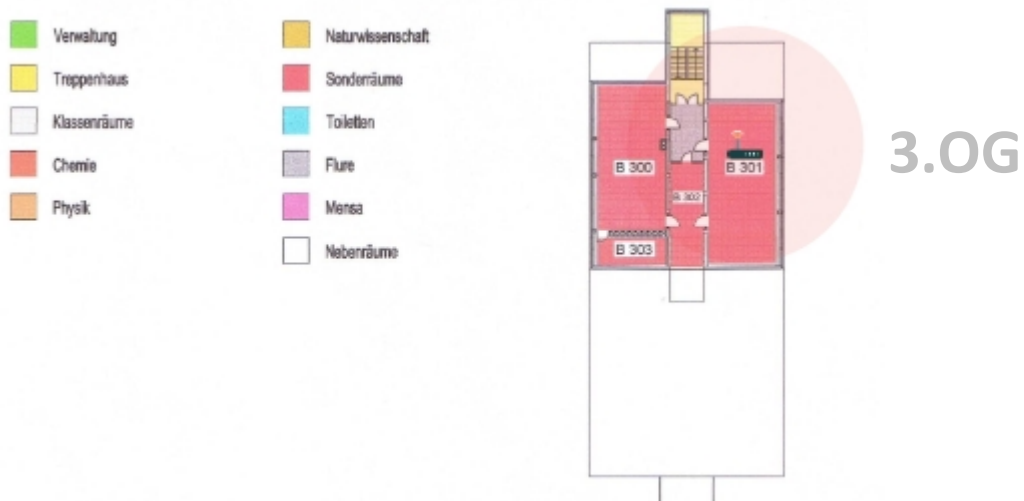 Verwaltung
Treppenhaus
Klassenräume
Chemie
Physik
Naturwissenschaft
Sonderräume
Toiletten
Flure
Mensa
Nebenräume
B 300
B 301
B 302
B 303
3.OG